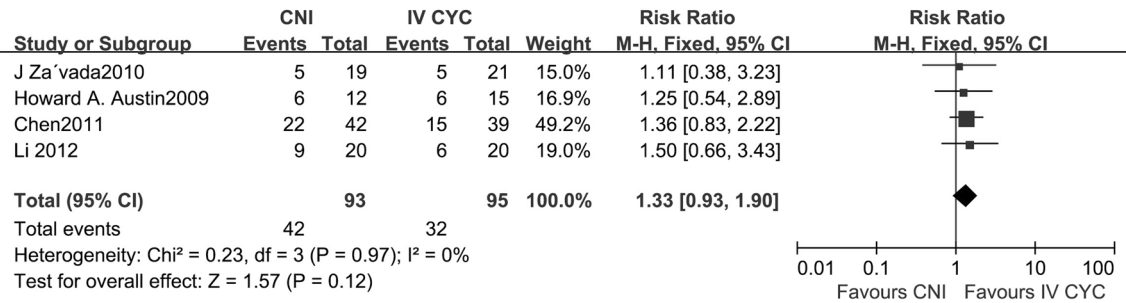 CNI IV CYC Risk Ratio Risk Ratio
Study or Subgroup Events Total Events Total Weight M-H, Fixed, 95% CI M-H, Fixed, 95% CI
J Za´vada2010 5 19 5 21 15.0% 1.11 [0.38, 3.23]
Howard A. Austin2009 6 12 6 15 16.9% 1.25 [0.54, 2.89]
Chen2011 22 42 15 39 49.2% 1.36 [0.83, 2.22]
Li 2012 9 20 6 20 19.0% 1.50 [0.66, 3.43]
Total (95% CI) 93 95 100.0% 1.33 [0.93, 1.90]
Total events 42 32
Heterogeneity: Chi² = 0.23, df = 3 (P = 0.97); I² = 0%
Test for overall effect: Z = 1.57 (P = 0.12)
0.01 0.1 1 10 100
Favours CNI Favours IV CYC